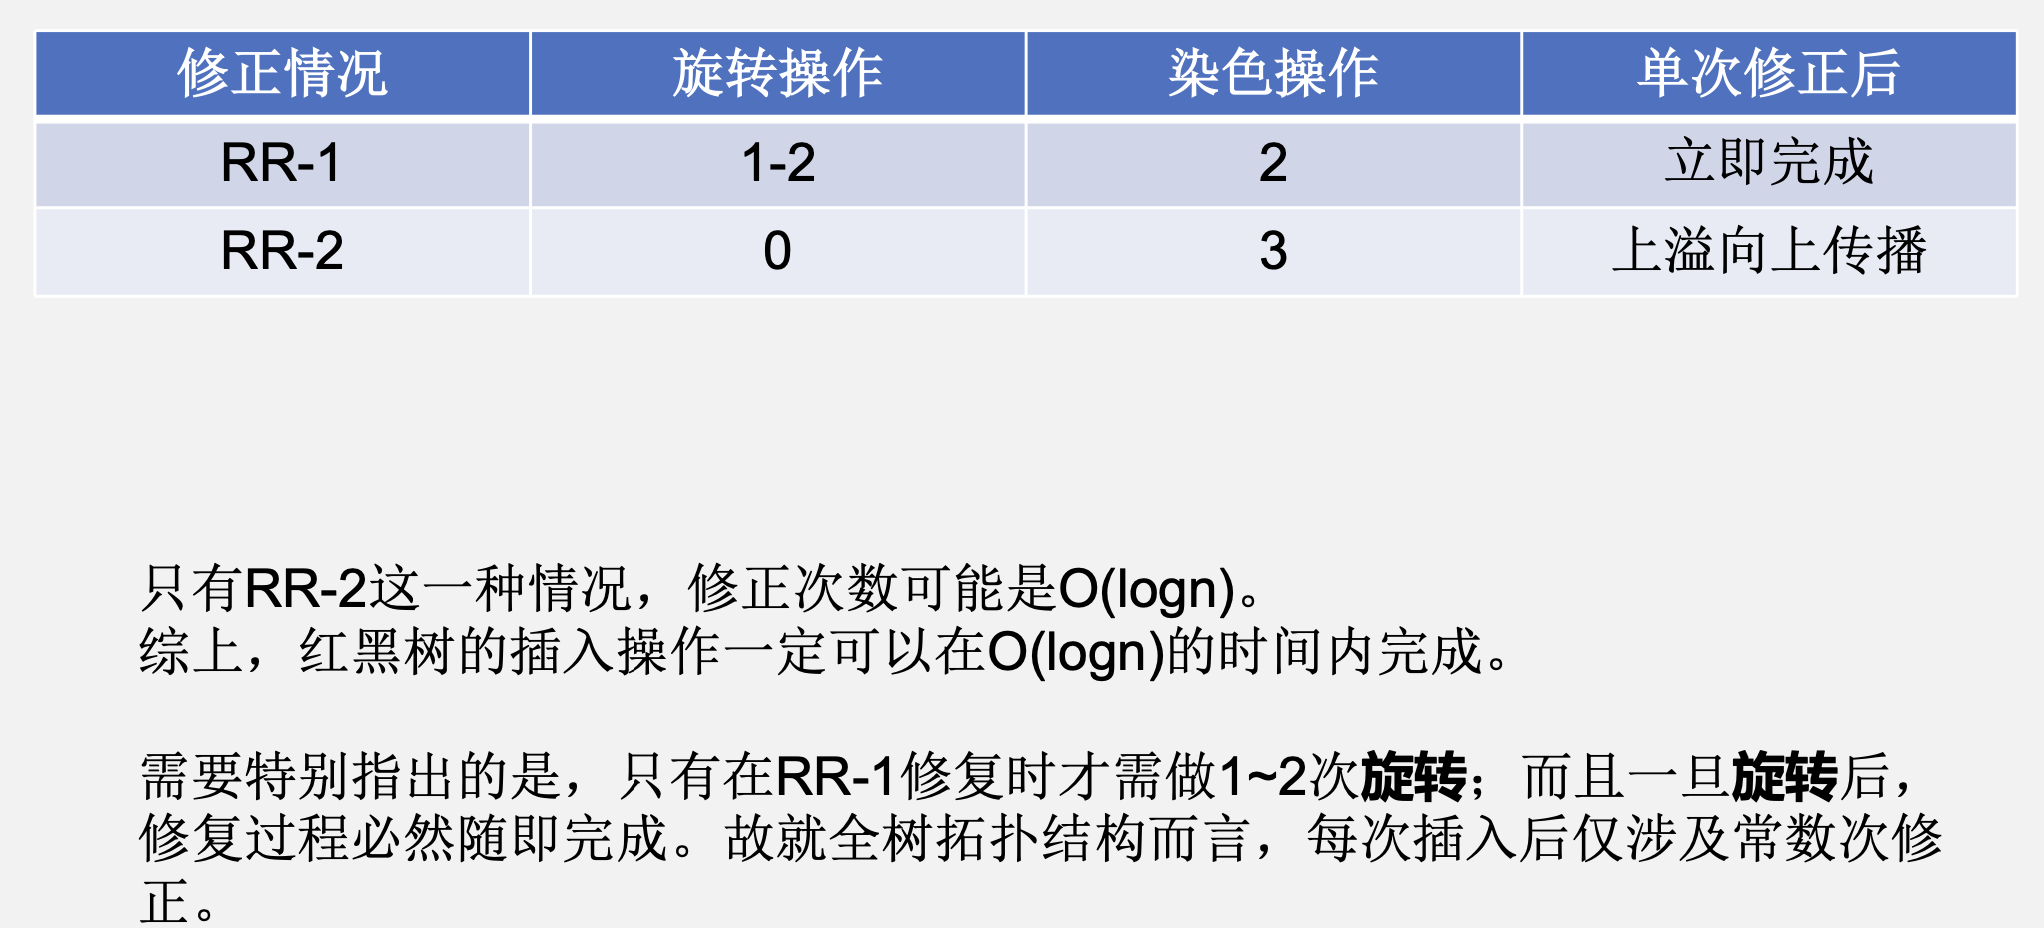 修正情况 旋转操作 染色操作 单次修正后
RR-1 1-2 2 立即完成
RR-2 0 3 上溢向上传播
只有RR-2这一种情况，修正次数可能是O(logn)。
综上，红黑树的插入操作一定可以在O(logn)的时间内完成。
需要特别指出的是，只有在RR-1修复时才需做1~2次旋转；而且一旦旋转后，
修复过程必然随即完成。故就全树拓扑结构而言，每次插入后仅涉及常数次修
正。